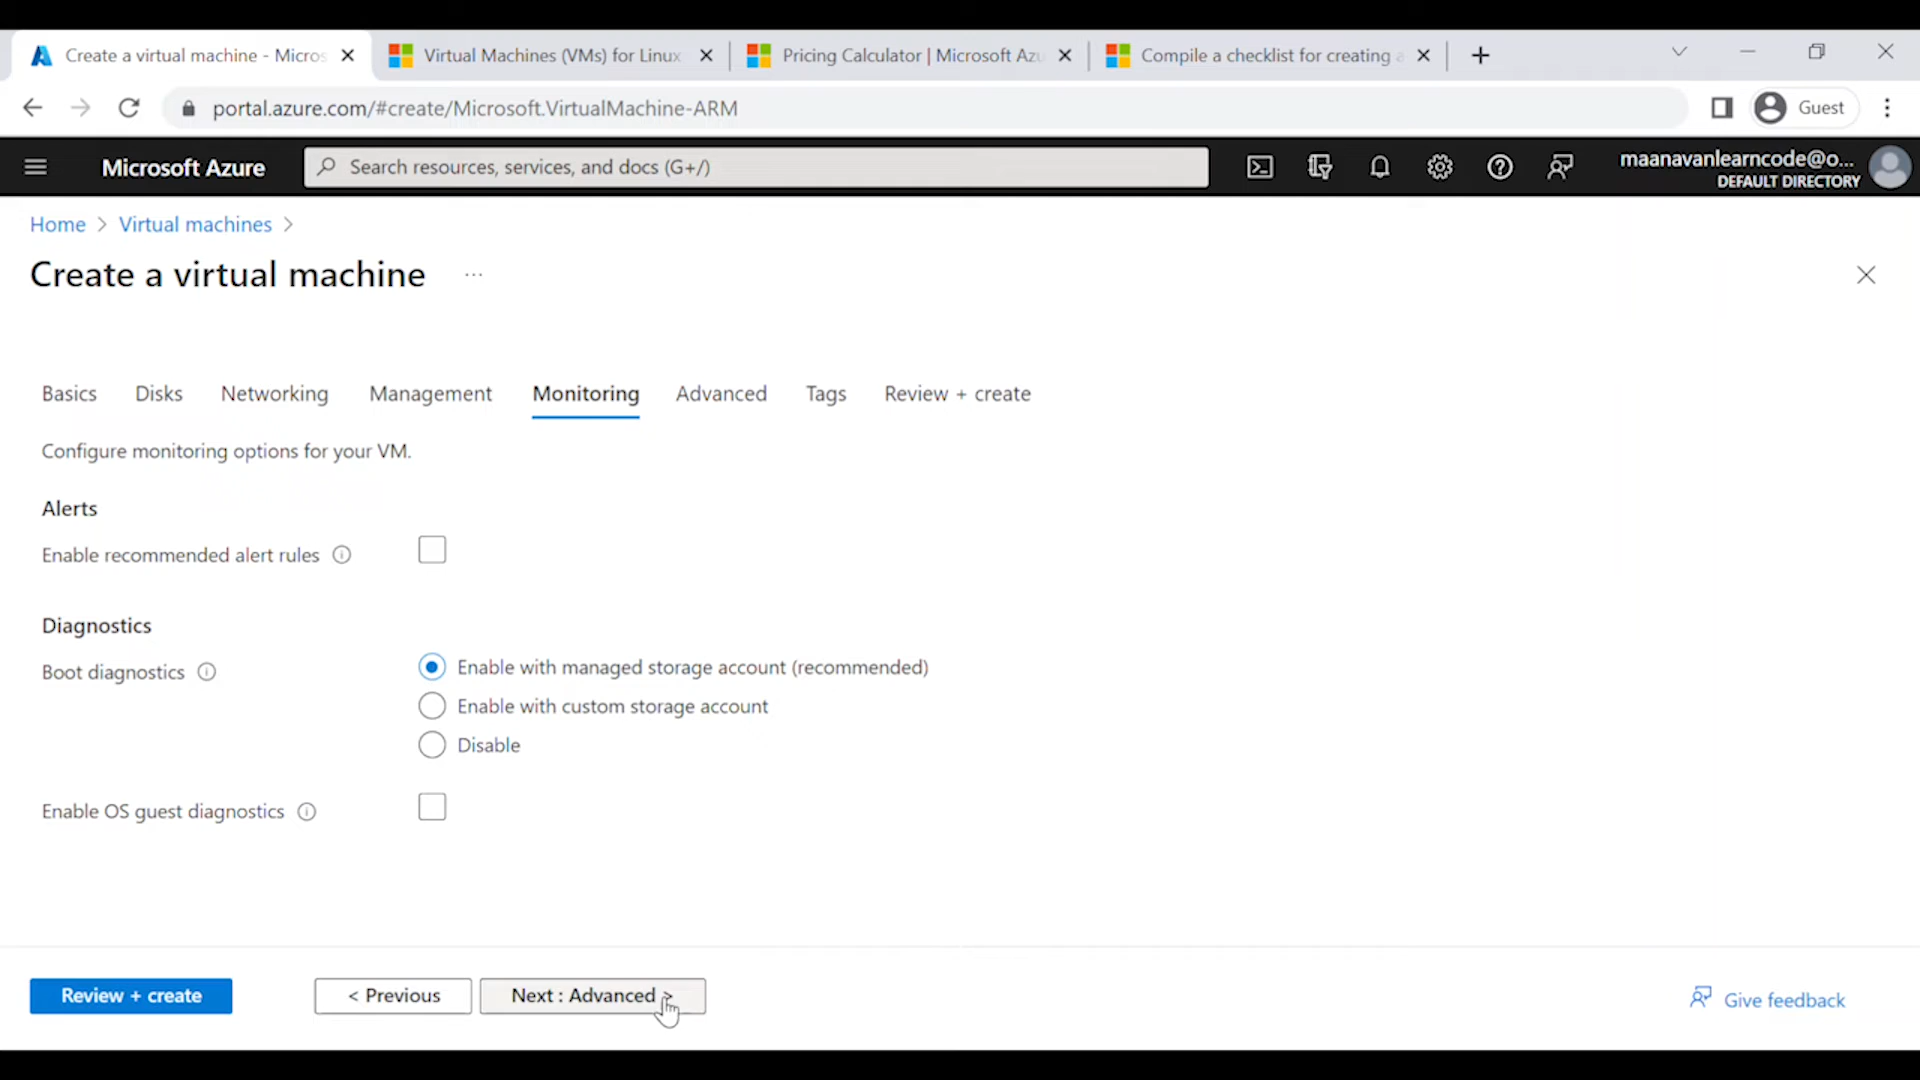 Create a virtual machine - Micros
Virtual Machines (VMs) for Linux
Pricing Calculator | Microsoft Azu
Compile a checklist for creating a
portal.azure.com/#create/Microsoft.VirtualMachine-ARM
Guest
Microsoft Azure
Search resources, services, and docs (G+/)
maanavanlearncode@o...
DEFAULT DIRECTORY
Home > Virtual machines >
Create a virtual machine ...
Basics Disks Networking Management Monitoring Advanced Tags Review + create
Configure monitoring options for your VM.
Alerts
Enable recommended alert rules
Diagnostics
Boot diagnostics
Enable with managed storage account (recommended)
Enable with custom storage account
Disable
Enable OS guest diagnostics
Review + create
< Previous
Next : Advanced >
Give feedback